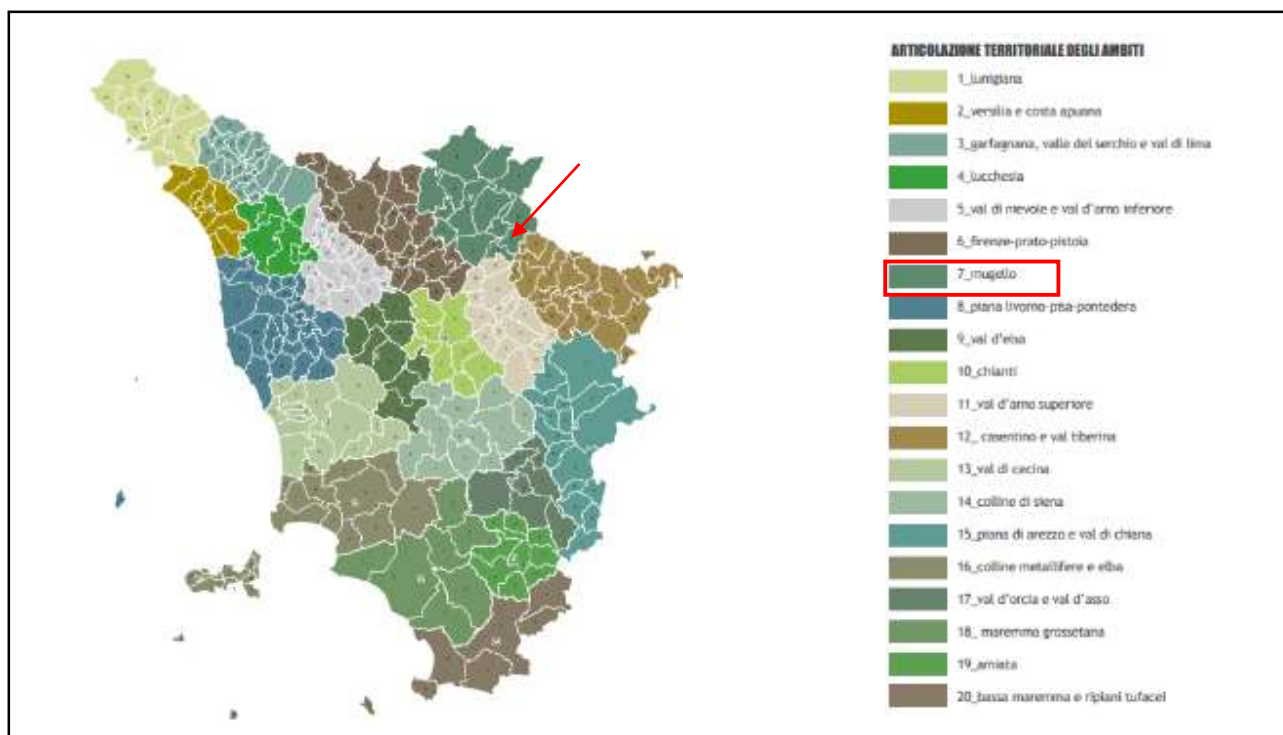 ARTICOLAZIONE TERRITORIALE DEGLI AMBITI
1_lunigiana
2_versilia e costa apuana
3_garfagnana, valle del serchio e val di lima
4_lucchesia
5_val di nievole e val d'arno inferiore
6_firenze-prato-pistoia
7_mugello
8_piana livorno-pisa-pontedera
9_val d'elsa
10_chianti
11_val d'arno superiore
12_ casentino e val tiberina
13_val di cecina
14_colline di siena
15_piana di arezzo e val di chiana
16_colline metallifere e elba
17_val d'orcia e val d'asso
18_ maremma grossetana
19_amiata
20_bassa maremma e ripiani tufacei